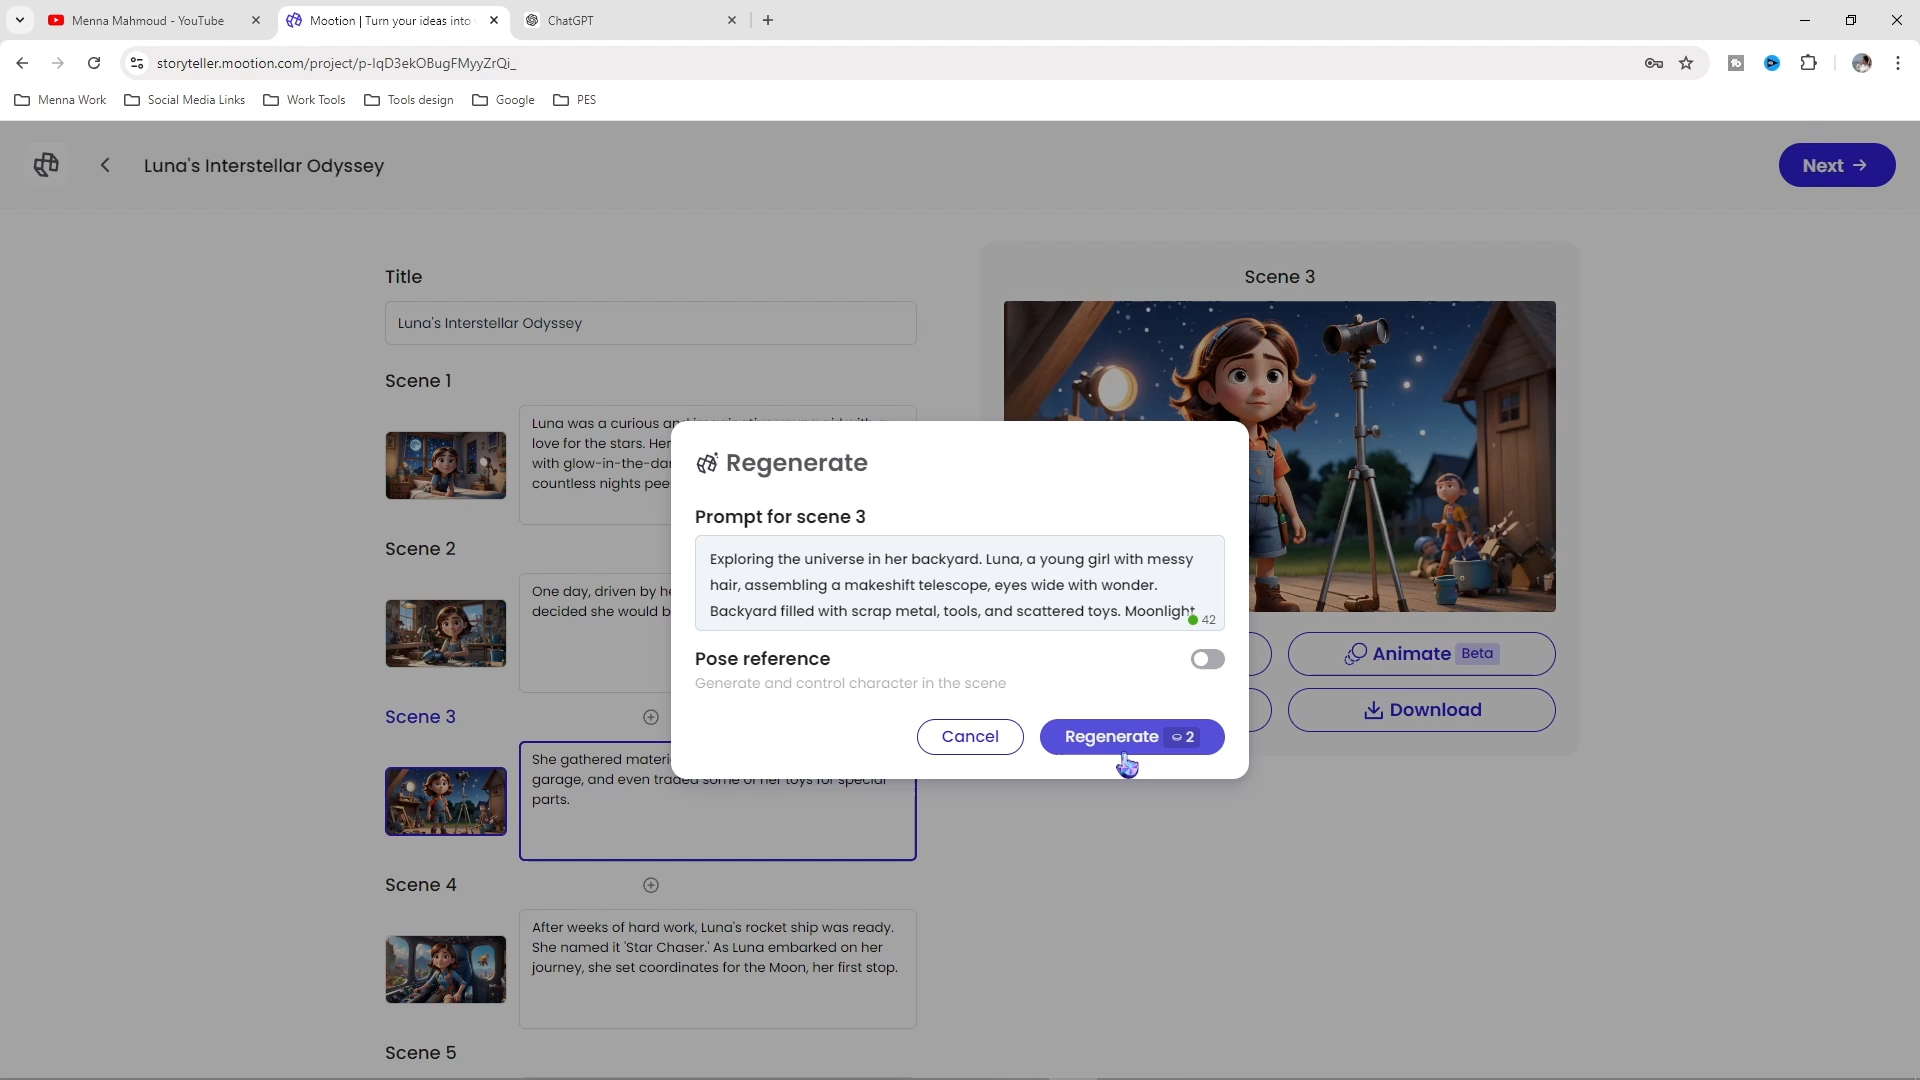 Menna Mahmoud - YouTube
Mootion | Turn your ideas into
ChatGPT
storyteller.mootion.com/project/p-IqD3ekOBugFMyyZrQi_
Menna Work
Social Media Links
Work Tools
Tools design
Google
PES
Luna's Interstellar Odyssey
Next →
Title
Luna's Interstellar Odyssey
Scene 1
Luna was a curious an
love for the stars. Her
with glow-in-the-da
countless nights pee
Scene 2
One day, driven by he
decided she would b
Scene 3
She gathered materi
garage, and even traded some of her toys for special
parts.
Scene 4
After weeks of hard work, Luna's rocket ship was ready.
She named it 'Star Chaser.' As Luna embarked on her
journey, she set coordinates for the Moon, her first stop.
Scene 5
Scene 3
Animate Beta
Download
Regenerate
Prompt for scene 3
Exploring the universe in her backyard. Luna, a young girl with messy
hair, assembling a makeshift telescope, eyes wide with wonder.
Backyard filled with scrap metal, tools, and scattered toys. Moonlight
42
Pose reference
Generate and control character in the scene
Cancel
Regenerate 2